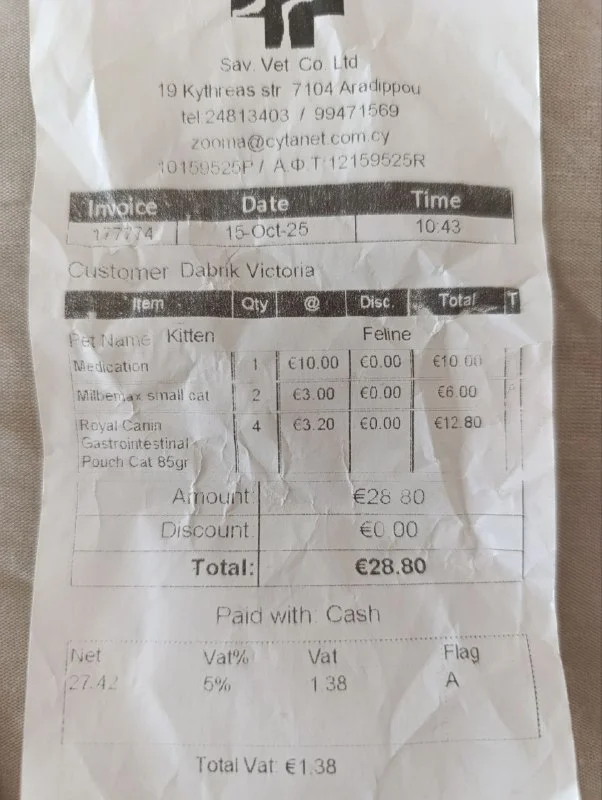 Sav. Vet Co Ltd
19 Kythreas str 7104 Aradippou
tel 24813403 / 99471569
zooma@cytanet.com.cy
10159525P / Α.Φ.Τ 12159525R
Invoice Date Time
177774 15-Oct-25 10:43
Customer Dabrik Victoria
Item Qty @ Disc. Total T
Pet Name Kitten Feline
Medication 1 €10.00 €0.00 €10.00
Milbemax small cat 2 €3.00 €0.00 €6.00
Royal Canin 4 €3.20 €0.00 €12.80
Gastrointestinal
Pouch Cat 85gr
Amount: €28.80
Discount: €0.00
Total: €28.80
Paid with: Cash
Net Vat% Vat Flag
27.42 5% 1.38 A
Total Vat: €1.38